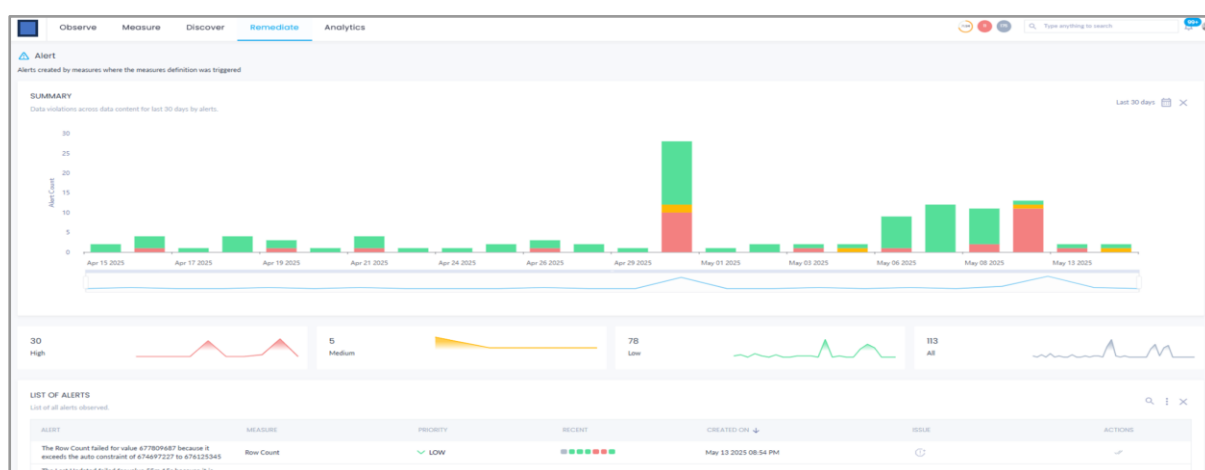 Observe Measure Discover Remediate Analytics
Type anything to search
99+
Alert
Alerts created by measures where the measures definition was triggered
SUMMARY
Data violations across data content for last 30 days by alerts.
Last 30 days
30
25
20
15
10
5
0
Alert Count
Apr 15 2025 Apr 17 2025 Apr 19 2025 Apr 21 2025 Apr 24 2025 Apr 26 2025 Apr 29 2025 May 01 2025 May 03 2025 May 06 2025 May 08 2025 May 13 2025
30
High
5
Medium
78
Low
113
All
LIST OF ALERTS
List of all alerts observed.
ALERT MEASURE PRIORITY RECENT CREATED ON ISSUE ACTIONS
The Row Count failed for value 677809687 because it
exceeds the auto constraint of 674697227 to 676125345
Row Count LOW May 13 2025 08:54 PM